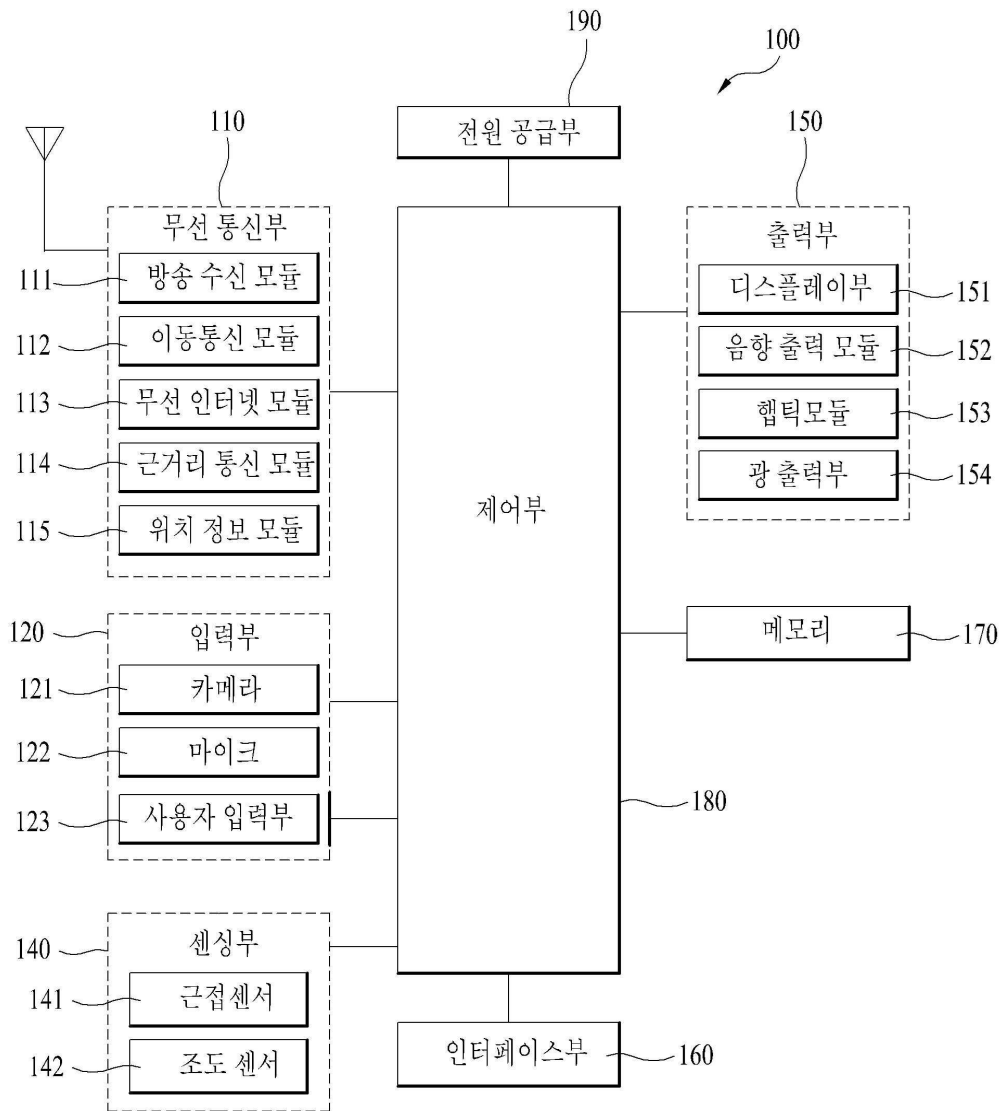 190
100
전원 공급부
110
150
무선 통신부
111 방송 수신 모듈
112 이동통신 모듈
113 무선 인터넷 모듈
114 근거리 통신 모듈
115 위치 정보 모듈
출력부
디스플레이부 151
음향 출력 모듈 152
햅틱모듈 153
광 출력부 154
제어부
180
메모리 170
120 입력부
121 카메라
122 마이크
123 사용자 입력부
140 센싱부
141 근접센서
142 조도 센서
인터페이스부 160